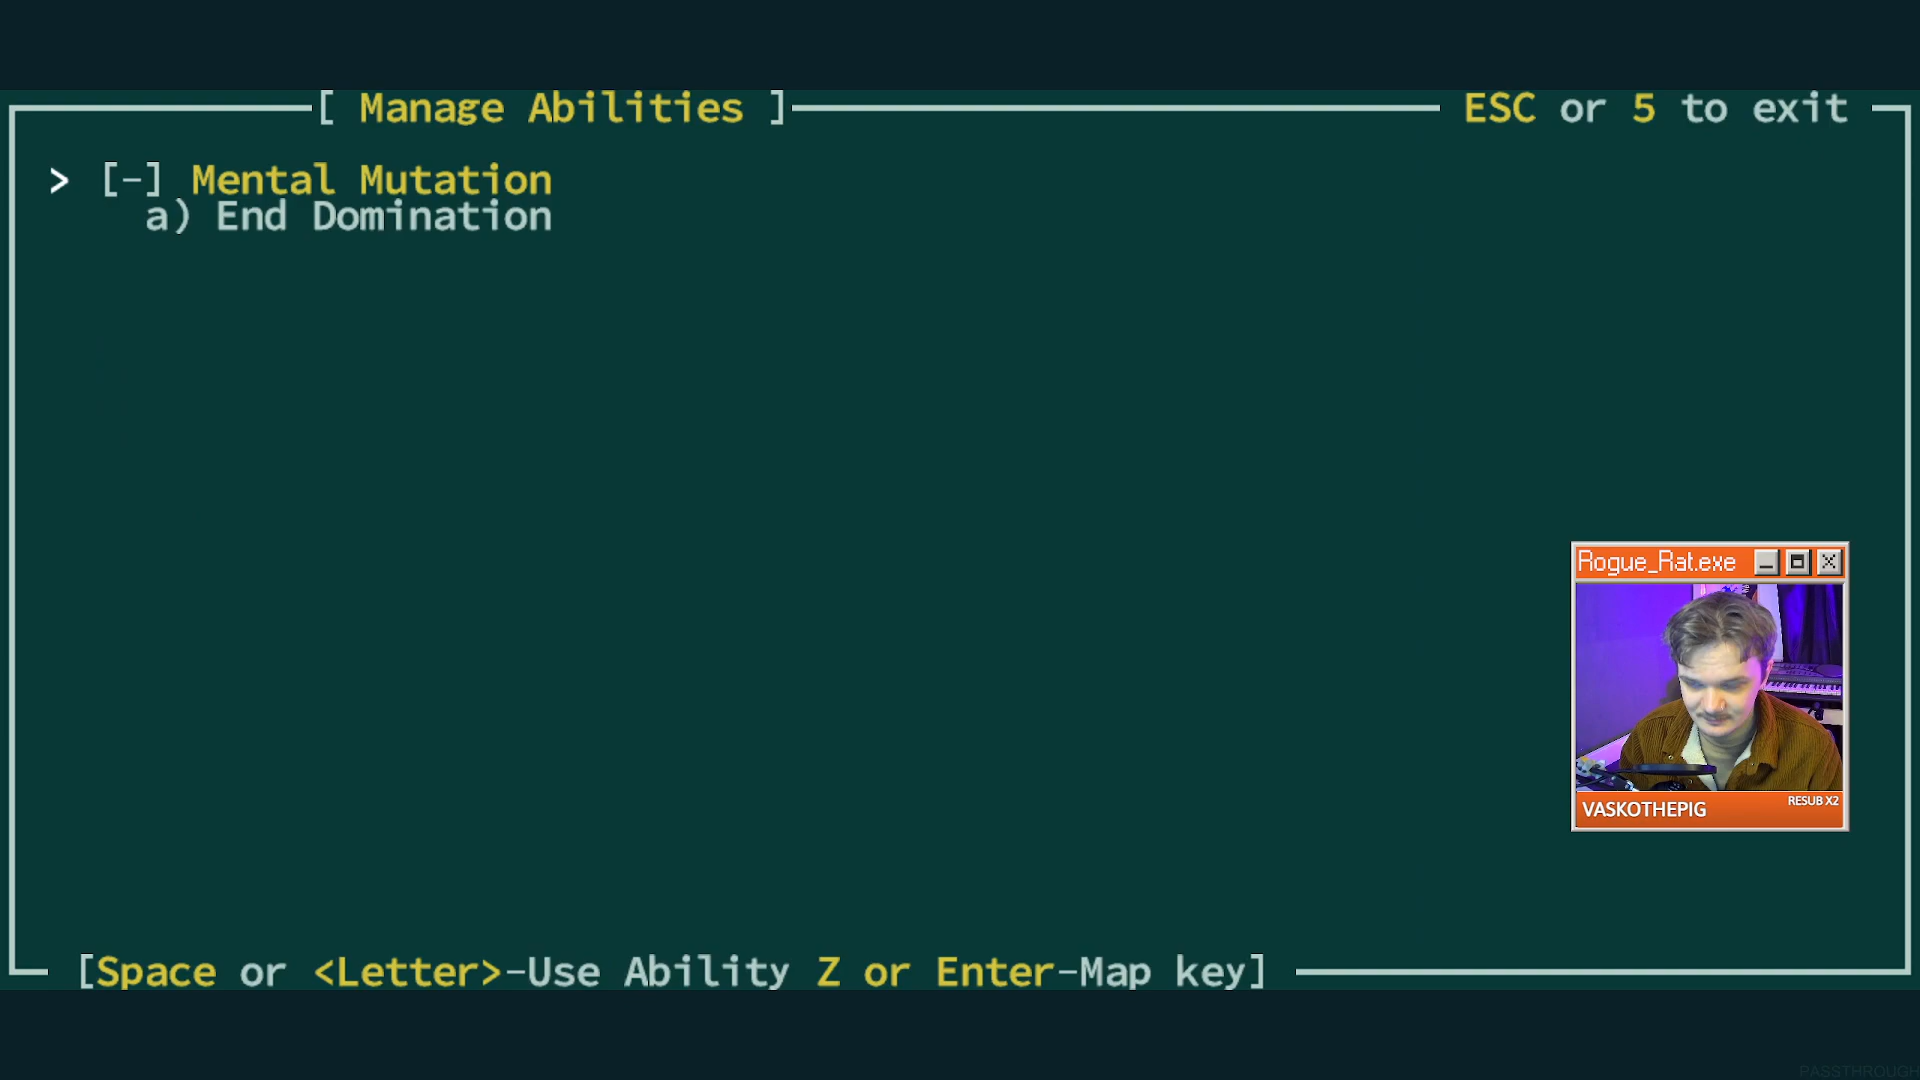 [ Manage Abilities ] ESC or 5 to exit
> [-] Mental Mutation
a) End Domination
Rogue_Rat.exe
VASKOTHEPIG RESUB X2
[Space or <Letter>-Use Ability Z or Enter-Map key]
PASSTHROUGH